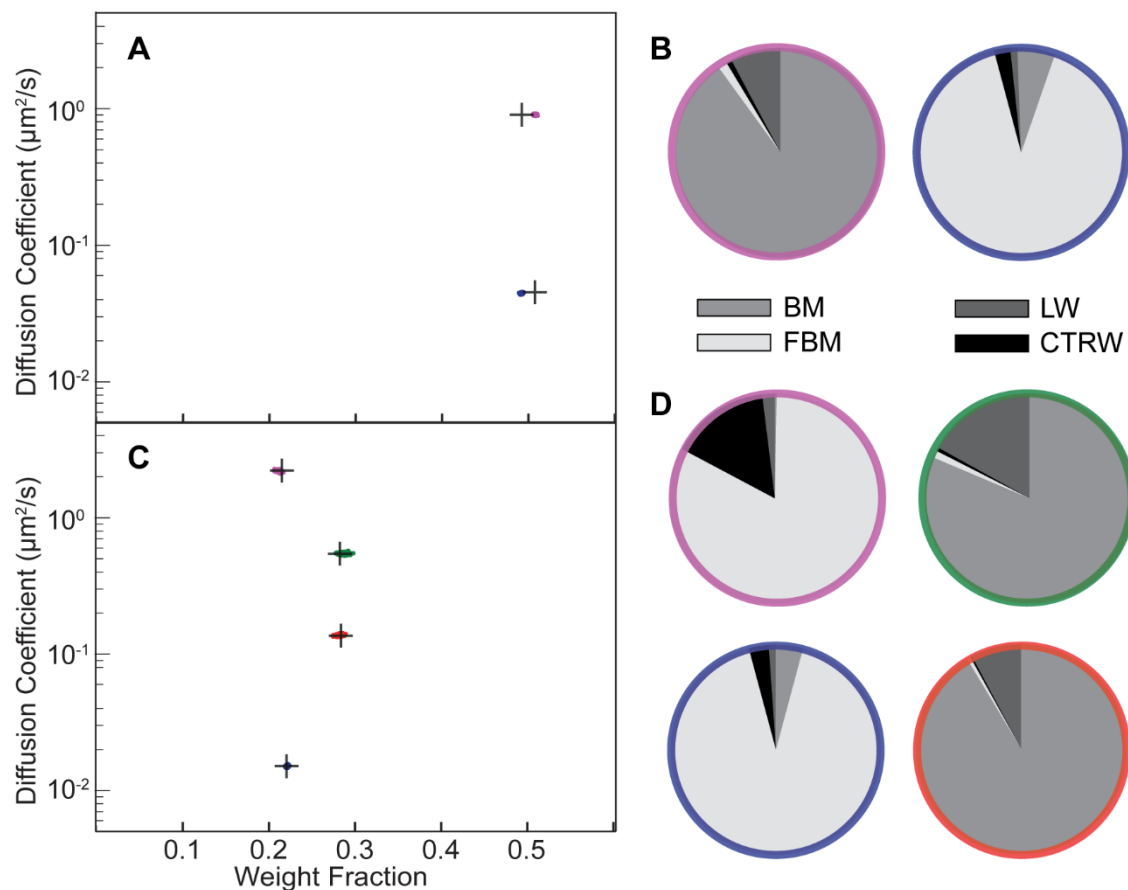 A
Diffusion Coefficient (µm²/s)
10⁰
10⁻¹
10⁻²
B
BM
FBM
LW
CTRW
C
Diffusion Coefficient (µm²/s)
10⁰
10⁻¹
10⁻²
0.1 0.2 0.3 0.4 0.5
Weight Fraction
D